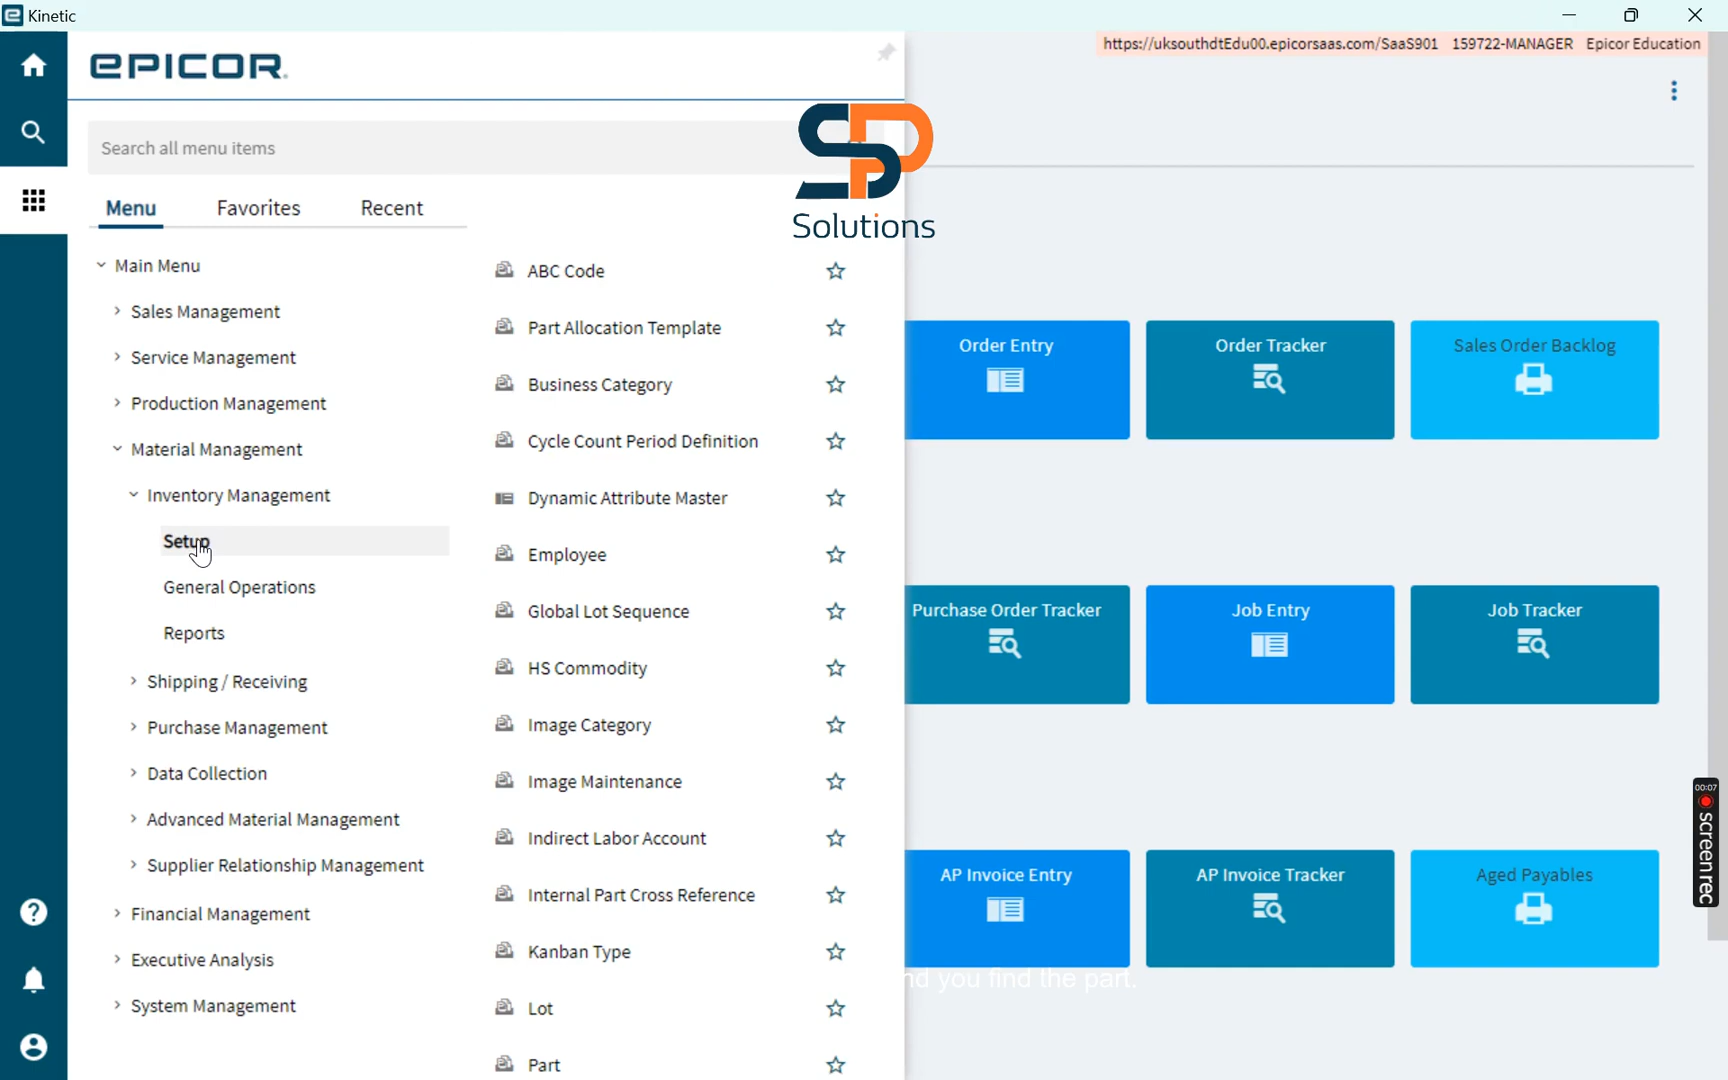 Kinetic
https://uksouthdtEdu00.epicorsaas.com/SaaS901 159722-MANAGER Epicor Education
EPICOR
Search all menu items
SP
Solutions
Menu Favorites Recent
Main Menu
Sales Management
Service Management
Production Management
Material Management
Inventory Management
Setup
General Operations
Reports
Shipping / Receiving
Purchase Management
Data Collection
Advanced Material Management
Supplier Relationship Management
Financial Management
Executive Analysis
System Management
ABC Code
Part Allocation Template
Business Category
Cycle Count Period Definition
Dynamic Attribute Master
Employee
Global Lot Sequence
HS Commodity
Image Category
Image Maintenance
Indirect Labor Account
Internal Part Cross Reference
Kanban Type
Lot
Part
Order Entry
Order Tracker
Sales Order Backlog
Purchase Order Tracker
Job Entry
Job Tracker
AP Invoice Entry
AP Invoice Tracker
Aged Payables
you find the part.
00:07
screenrec